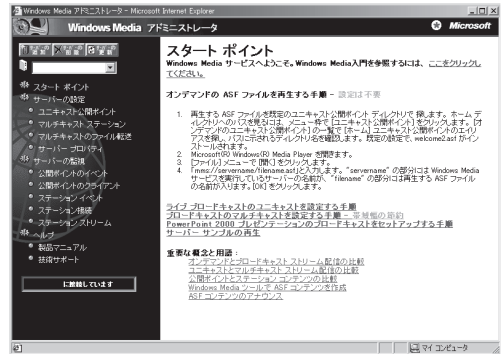 Windows Media アドミニストレータ - Microsoft Internet Explorer
Windows Media アドミニストレータ
Microsoft
スタート ポイント
サーバーの設定
ユニキャスト公開ポイント
マルチキャスト ステーション
マルチキャストのファイル転送
サーバー プロパティ
サーバーの監視
公開ポイントのイベント
公開ポイントのクライアント
ステーション イベント
ステーション接続
ステーション ストリーム
ヘルプ
製品マニュアル
技術サポート
に接続しています
スタート ポイント
Windows Media サービスへようこそ。Windows Media入門を参照するには、ここをクリックし
てください。
オンデマンドの ASF ファイルを再生する手順 - 設定は不要
1. 再生する ASF ファイルを既定のユニキャスト公開ポイント ディレクトリで 探します。ホーム デ
ィレクトリへのパスを見るには、メニュー枠で [ユニキャスト公開ポイント] をクリックします。[オ
ンデマンドのユニキャスト公開ポイント] の一覧で [ホーム] ユニキャスト公開ポイントのエイリ
アスを探し、パスに示されるディレクトリ名を確認します。既定の設定で、welcome2.asf がイン
ストールされます。
2. Microsoft(R) Windows(R) Media Player を開きます。
3. [ファイル] メニューで [開く] をクリックします。
4. 「mms://servername/filename.asf」と入力します。"servername" の部分には Windows Media
サービスを実行しているサーバーの名前が、"filename" の部分には再生する ASF ファイル
の名前が入ります。[OK] をクリックします。
ライブ ブロードキャストのユニキャストを設定する手順
ブロードキャストのマルチキャストを設定する手順 - 帯域幅の節約
PowerPoint 2000 プレゼンテーションのブロードキャストをセットアップする手順
サーバー サンプルの再生
重要な概念と用語:
オンデマンドとブロードキャスト ストリーム配信の比較
ユニキャストとマルチキャスト ストリーム配信の比較
公開ポイントとステーション コンテンツの比較
Windows Media ツールで ASF コンテンツを作成
ASF コンテンツのアナウンス
マイ コンピュータ